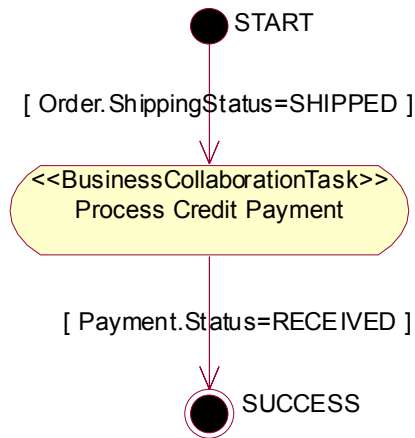 START
[ Order.ShippingStatus=SHIPPED ]
<<BusinessCollaborationTask>>
Process Credit Payment
[ Payment.Status=RECEIVED ]
SUCCESS